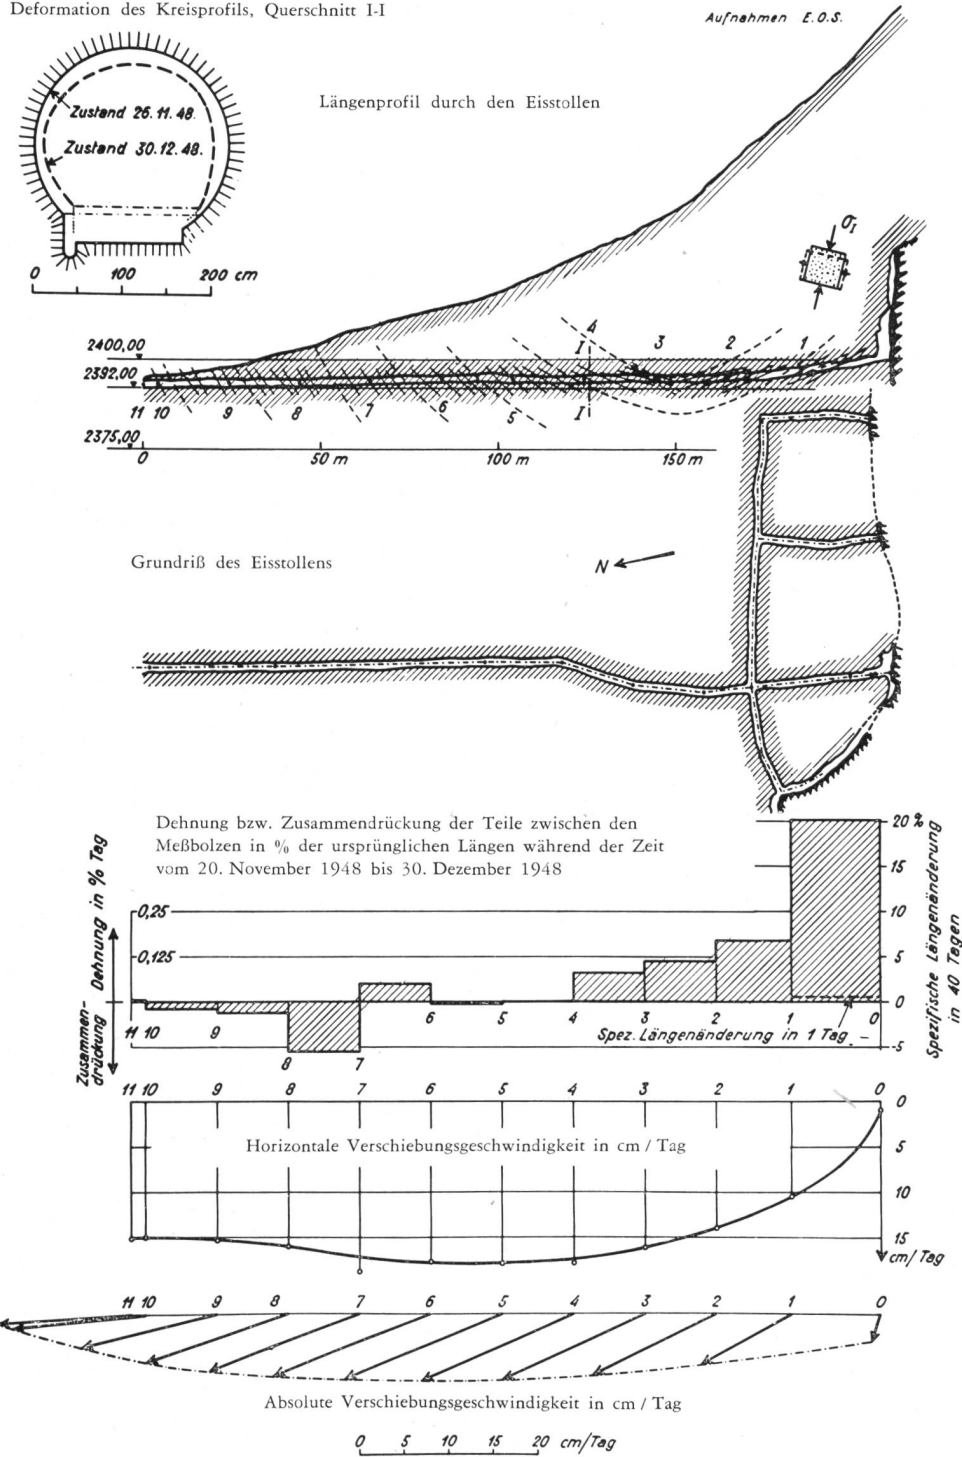 Deformation des Kreisprofils, Querschnitt I-I
Aufnahmen E.O.S.
Zustand 26.11.48.
Zustand 30.12.48.
0 100 200 cm
Längenprofil durch den Eisstollen
σI
2400,00
2392,00
2375,00
4 3 2 1
I
I
11 10 9 8 7 6 5
0 50 m 100 m 150 m
Grundriß des Eisstollens
N
Dehnung bzw. Zusammendrückung der Teile zwischen den
Meßbolzen in % der ursprünglichen Längen während der Zeit
vom 20. November 1948 bis 30. Dezember 1948
Zusammen-
drückung
Dehnung in % Tag
0,25
0,125
20 %
15
10
5
0
-5
Spezifische Längenänderung
in 40 Tagen
11 10 9 8 7 6 5 4 3 2 1 0
Spez. Längenänderung in 1 Tag.
11 10 9 8 7 6 5 4 3 2 1 0
Horizontale Verschiebungsgeschwindigkeit in cm / Tag
0
5
10
15
cm/Tag
11 10 9 8 7 6 5 4 3 2 1 0
Absolute Verschiebungsgeschwindigkeit in cm / Tag
0 5 10 15 20 cm/Tag